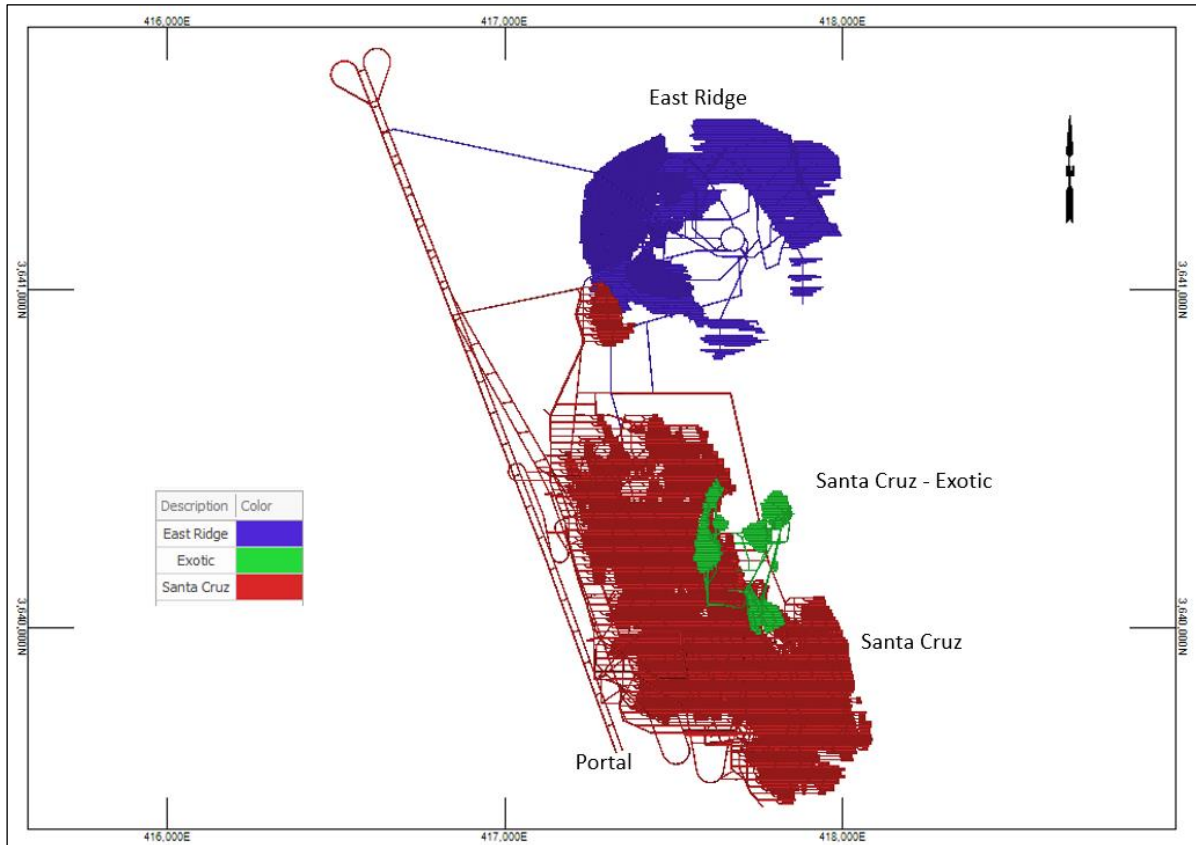 416,000E 417,000E 418,000E
East Ridge
3,641,000N 3,641,000N
Santa Cruz - Exotic
Description Color
East Ridge
Exotic
Santa Cruz
3,640,000N 3,640,000N
Santa Cruz
Portal
416,000E 417,000E 418,000E